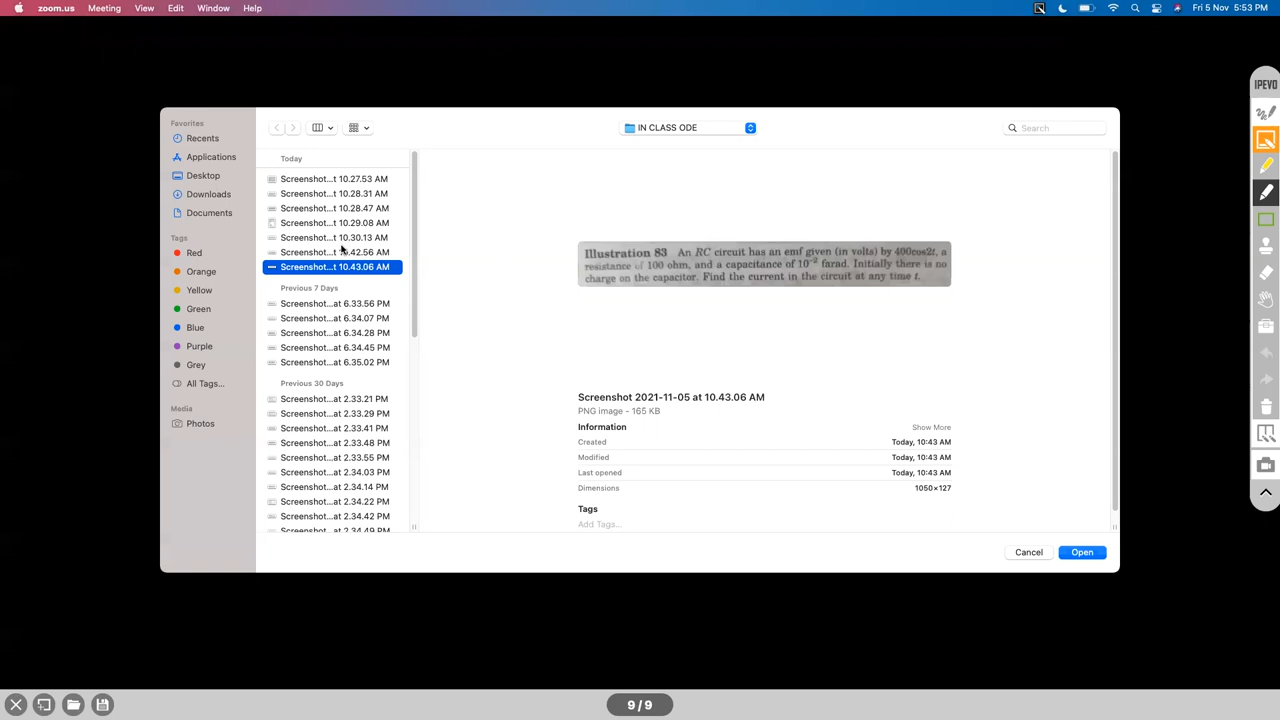 zoom.us Meeting View Edit Window Help Fri 5 Nov 5:53 PM
IPEVO
IN CLASS ODE
Search
Favorites
Recents
Applications
Desktop
Downloads
Documents
Tags
Red
Orange
Yellow
Green
Blue
Purple
Grey
All Tags...
Media
Photos
Today
Screenshot...t 10.27.53 AM
Screenshot...t 10.28.31 AM
Screenshot...t 10.28.47 AM
Screenshot...t 10.29.08 AM
Screenshot...t 10.30.13 AM
Screenshot...t 10.42.56 AM
Screenshot...t 10.43.06 AM
Previous 7 Days
Screenshot...at 6.33.56 PM
Screenshot...at 6.34.07 PM
Screenshot...at 6.34.28 PM
Screenshot...at 6.34.45 PM
Screenshot...at 6.35.02 PM
Previous 30 Days
Screenshot...at 2.33.21 PM
Screenshot...at 2.33.29 PM
Screenshot...at 2.33.41 PM
Screenshot...at 2.33.48 PM
Screenshot...at 2.33.55 PM
Screenshot...at 2.34.03 PM
Screenshot...at 2.34.14 PM
Screenshot...at 2.34.22 PM
Screenshot...at 2.34.42 PM
Screenshot...at 2.34.49 PM
Illustration 83 An RC circuit has an emf given (in volts) by 400cos2t, a
resistance of 100 ohm, and a capacitance of 10⁻² farad. Initially there is no
charge on the capacitor. Find the current in the circuit at any time t.
Screenshot 2021-11-05 at 10.43.06 AM
PNG image - 165 KB
Information Show More
Created Today, 10:43 AM
Modified Today, 10:43 AM
Last opened Today, 10:43 AM
Dimensions 1050×127
Tags
Add Tags...
Cancel Open
9 / 9